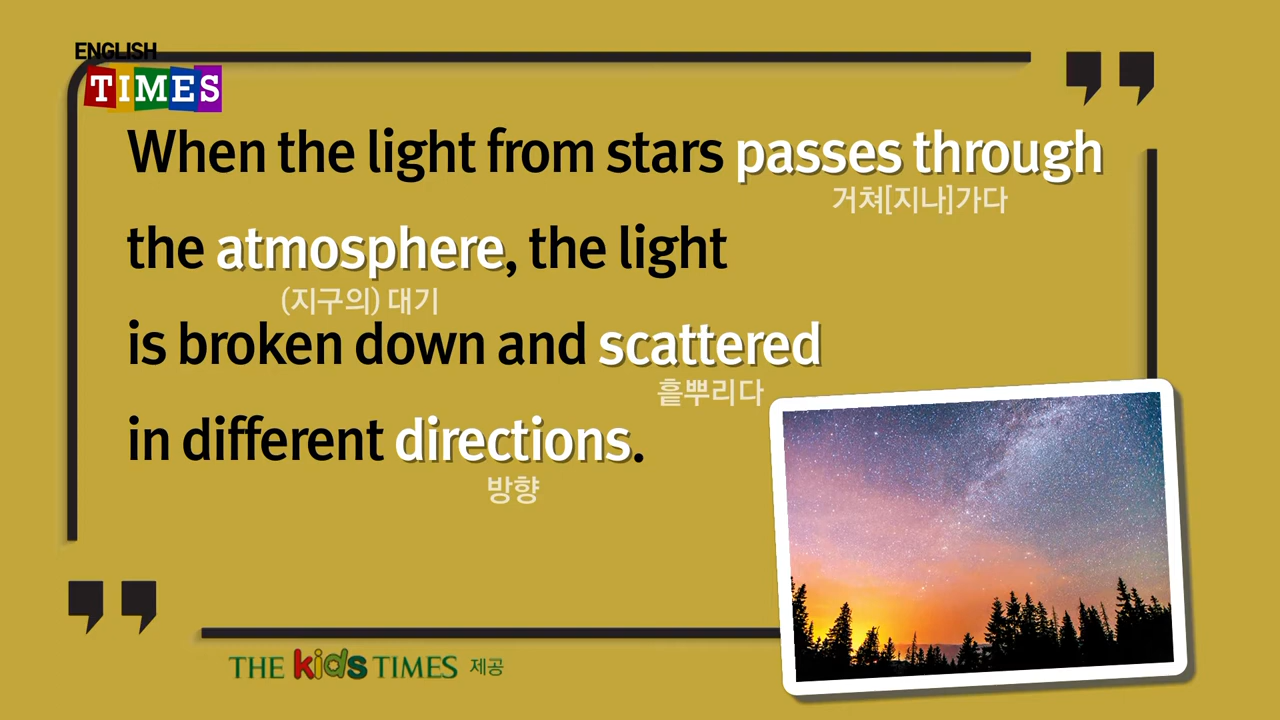 ENGLISH
TIMES
When the light from stars passes through
거쳐[지나]가다
the atmosphere, the light
(지구의) 대기
is broken down and scattered
흩뿌리다
in different directions.
방향
THE kids TIMES 제공